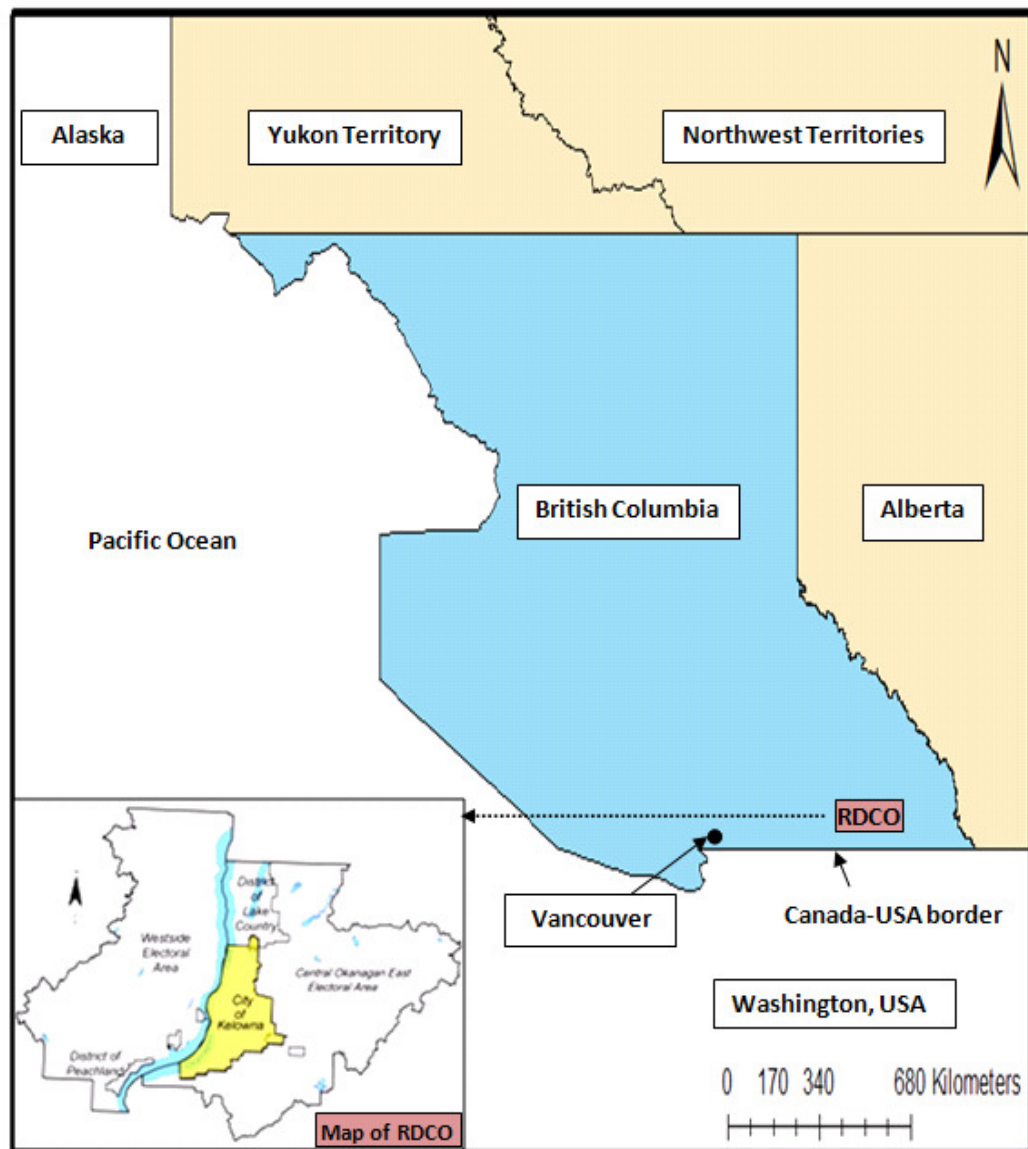 N
Alaska
Yukon Territory
Northwest Territories
British Columbia
Alberta
Pacific Ocean
RDCO
Vancouver
Canada-USA border
Washington, USA
0 170 340 680 Kilometers
District
of
Lake
Country
Westside
Electoral
Area
Central Okanagan East
Electoral Area
City
of
Kelowna
District of
Peachland
Map of RDCO